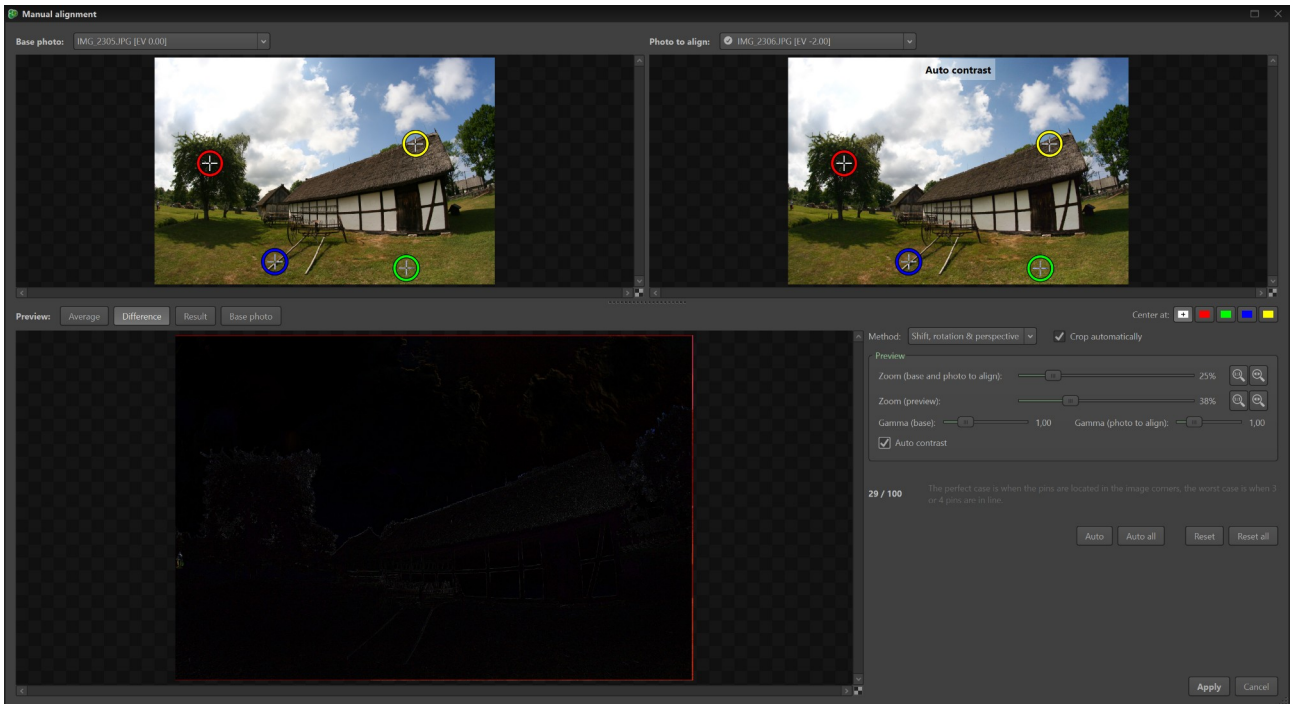 Manual alignment
Base photo: IMG_2305.JPG [EV 0.00]
Photo to align: IMG_2306.JPG [EV -2.00]
Auto contrast
Preview: Average Difference Result Base photo
Center at:
Method: Shift, rotation & perspective Crop automatically
Preview
Zoom (base and photo to align): 25%
Zoom (preview): 38%
Gamma (base): 1,00 Gamma (photo to align): 1,00
Auto contrast
29 / 100
The perfect case is when the pins are located in the image corners, the worst case is when 3
or 4 pins are in line.
Auto Auto all Reset Reset all
Apply Cancel